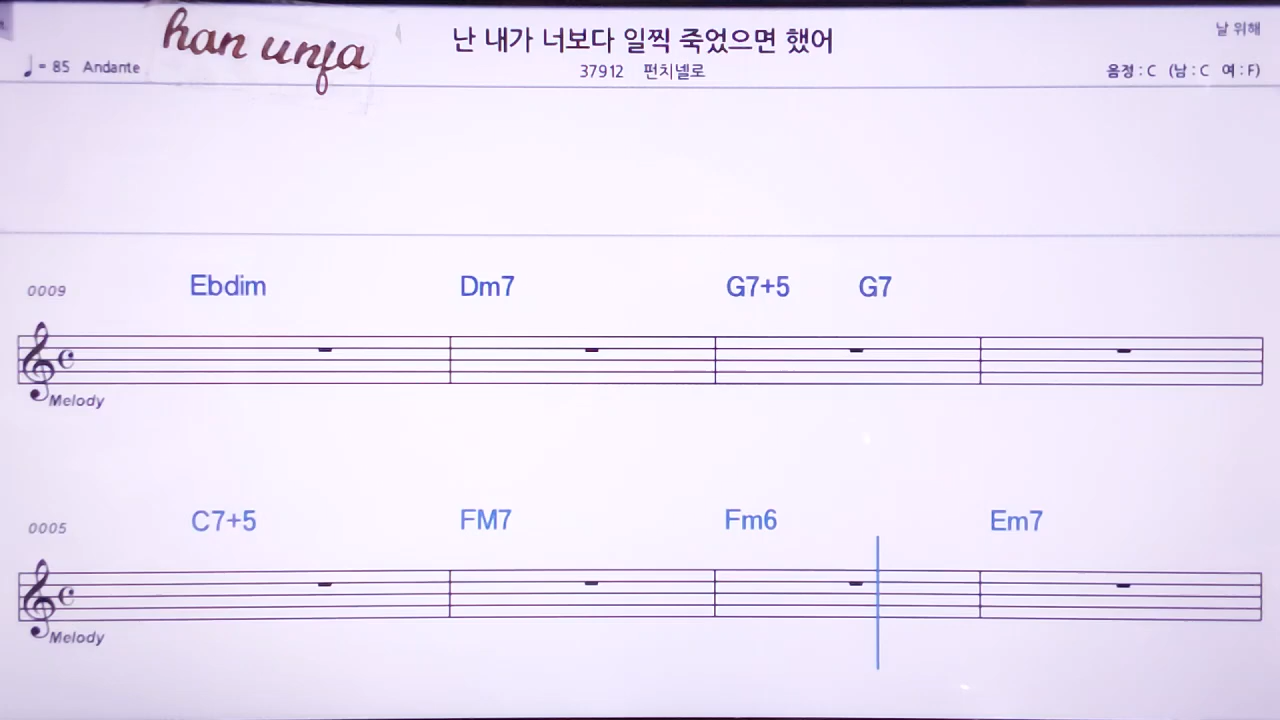 han unfa
난 내가 너보다 일찍 죽었으면 했어
날 위해
♩ = 85 Andante
37912 펀치넬로
음정 : C (남 : C 여 : F)
0009 Ebdim Dm7 G7+5 G7
Melody
0005 C7+5 FM7 Fm6 Em7
Melody